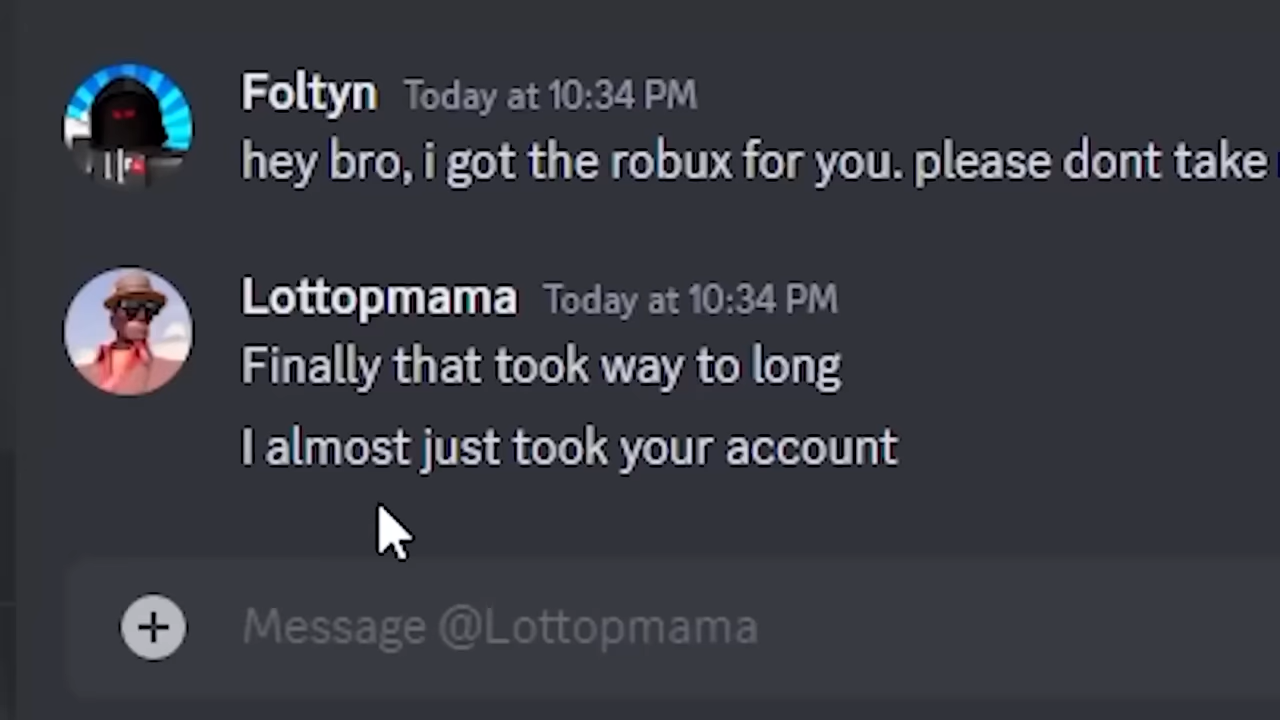 Foltyn Today at 10:34 PM
hey bro, i got the robux for you. please dont take
Lottopmama Today at 10:34 PM
Finally that took way to long
I almost just took your account
Message @Lottopmama